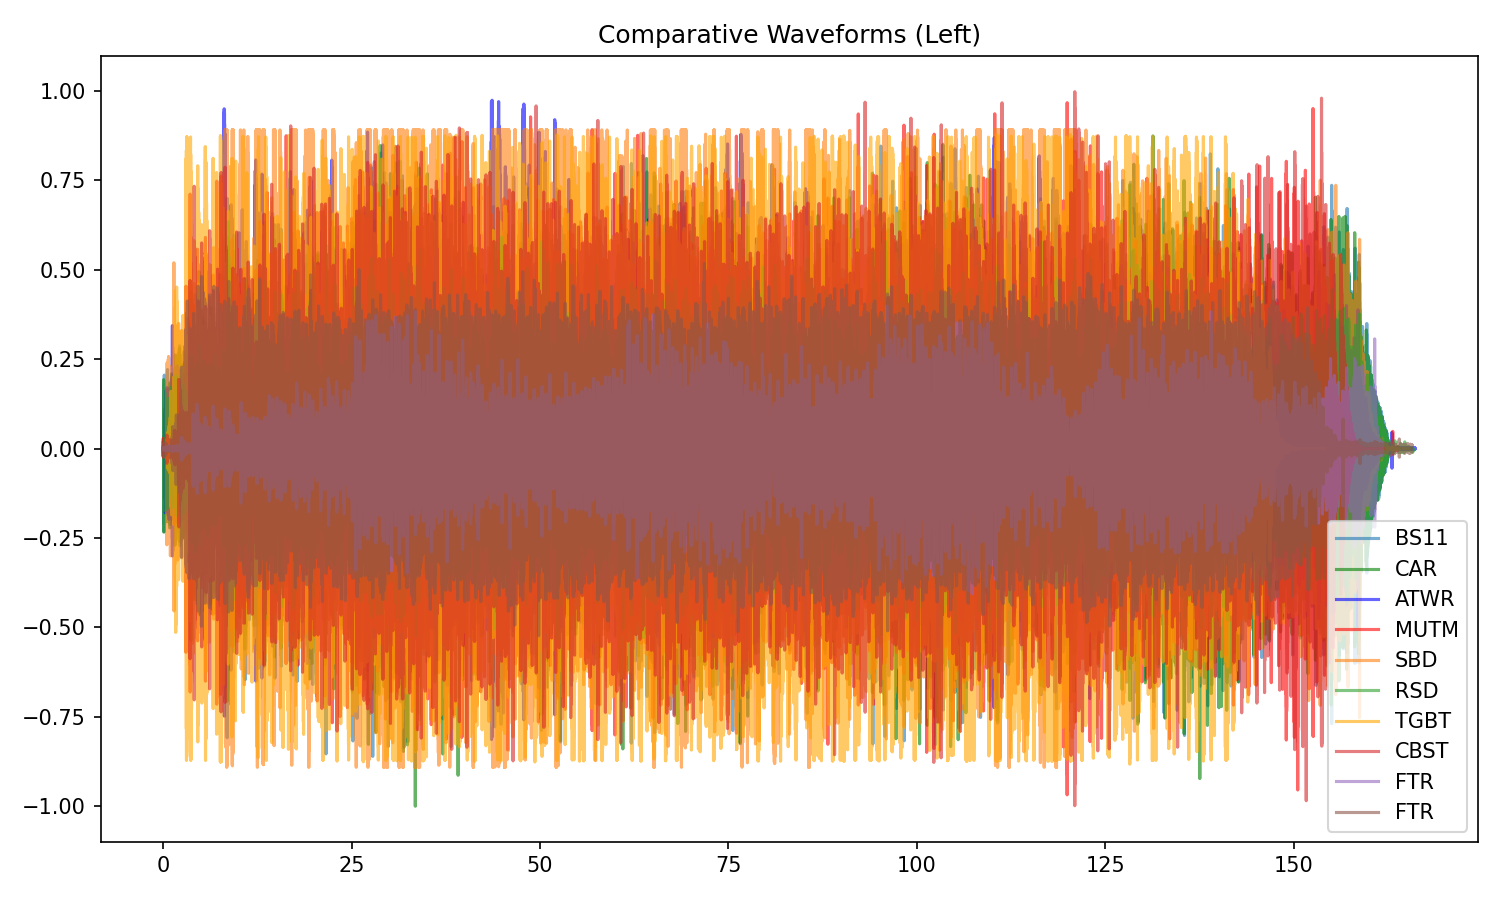 Comparative Waveforms (Left)
1.00
0.75
0.50
0.25
0.00
−0.25
−0.50
−0.75
−1.00
0 25 50 75 100 125 150
BS11
CAR
ATWR
MUTM
SBD
RSD
TGBT
CBST
FTR
FTR